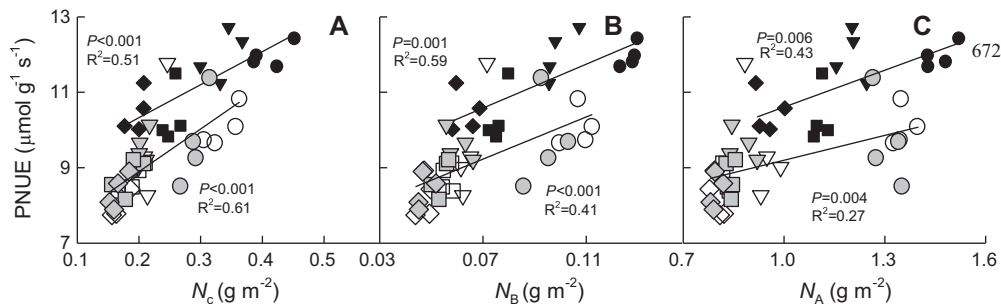 PNUE (μmol g⁻¹ s⁻¹)
13
11
9
7
A
P<0.001
R²=0.51
P<0.001
R²=0.61
0.1 0.2 0.3 0.4 0.5
Nc (g m⁻²)
B
P=0.001
R²=0.59
P<0.001
R²=0.41
0.03 0.07 0.11
NB (g m⁻²)
C
P=0.006
R²=0.43
672
P=0.004
R²=0.27
0.7 1.0 1.3 1.6
NA (g m⁻²)